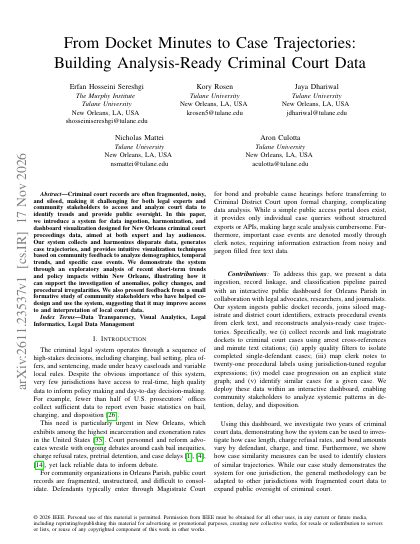 From Docket Minutes to Case Trajectories:
Building Analysis-Ready Criminal Court Data
Erfan Hosseini Sereshgi
The Murphy Institute
Tulane University
New Orleans, LA, USA
shosseinisereshgi@tulane.edu
Kory Rosen
Tulane University
New Orleans, LA, USA
krosen5@tulane.edu
Jaya Dhariwal
Tulane University
New Orleans, LA, USA
jdhariwal@tulane.edu
Nicholas Mattei
Tulane University
New Orleans, LA, USA
nsmattei@tulane.edu
Aron Culotta
Tulane University
New Orleans, LA, USA
aculotta@tulane.edu
arXiv:2611.23537v1 [cs.IR] 17 Nov 2026
Abstract—Criminal court records are often fragmented, noisy,
and siloed, making it challenging for both legal experts and
community stakeholders to access and analyze court data to
identify trends and provide public oversight. In this paper,
we introduce a system for data ingestion, harmonization, and
dashboard visualization designed for New Orleans criminal court
proceedings data, aimed at both expert and lay audiences. Our
system collects and harmonizes disparate data, generates
case trajectories, and provides intuitive visualization techniques
based on community feedback to analyze demographics, temporal
trends, and specific case events. We demonstrate the system
through an exploratory analysis of recent short-term trends
and policy impacts within New Orleans, illustrating how it
can support the investigation of anomalies, policy changes, and
procedural irregularities. We also present feedback from a small
formative study of community stakeholders who have helped co-
design and use the system, suggesting that it may improve access
to and interpretation of local court data.
Index Terms—Data Transparency, Visual Analytics, Legal
Informatics, Legal Data Management
I. INTRODUCTION
The criminal legal system operates through a sequence of
high-stakes decisions, including charging, bail setting, plea of-
fers, and sentencing, made under heavy caseloads and variable
local rules. Despite the obvious importance of this system,
very few jurisdictions have access to real-time, high quality
data to inform policy making and day-to-day decision-making.
For example, fewer than half of U.S. prosecutors' offices
collect sufficient data to report even basic statistics on bail,
charging, and disposition [26].
This need is particularly urgent in New Orleans, which
exhibits among the highest incarceration and exoneration rates
in the United States [35]. Court personnel and reform advo-
cates wrestle with ongoing debates around cash bail inequities,
charge refusal rates, pretrial detention, and case delays [1], [4],
[14], yet lack reliable data to inform debate.
For community organizations in Orleans Parish, public court
records are fragmented, unstructured, and difficult to consol-
idate. Defendants typically enter through Magistrate Court
for bond and probable cause hearings before transferring to
Criminal District Court upon formal charging, complicating
data analysis. While a simple public access portal does exist,
it provides only individual case queries without structured
exports or APIs, making large scale analysis cumbersome. Fur-
thermore, important case events are denoted mostly through
clerk notes, requiring information extraction from noisy and
jargon filled free text data.
Contributions: To address this gap, we present a data
ingestion, record linkage, and classification pipeline paired
with an interactive public dashboard for Orleans Parish in
collaboration with legal advocates, researchers, and journalists.
Our system ingests public docket records, joins siloed mag-
istrate and district court identifiers, extracts procedural events
from clerk text, and reconstructs analysis-ready case trajec-
tories. Specifically, we (i) collect records and link magistrate
dockets to criminal court cases using arrest cross-references
and minute text citations; (ii) apply quality filters to isolate
completed single-defendant cases; (iii) map clerk notes to
twenty-one procedural labels using jurisdiction-tuned regular
expressions; (iv) model case progression on an explicit state
graph; and (v) identify similar cases for a given case. We
deploy these data within an interactive dashboard, enabling
community stakeholders to analyze systemic patterns in de-
tention, delay, and disposition.
Using this dashboard, we investigate two years of criminal
court data, demonstrating how the system can be used to inves-
tigate how case length, charge refusal rates, and bond amounts
vary by defendant, charge, and time. Furthermore, we show
how case similarity measures can be used to identify clusters
of similar trajectories. While our case study demonstrates the
system for one jurisdiction, the general methodology can be
adapted to other jurisdictions with fragmented court data to
expand public oversight of criminal court.
© 2026 IEEE. Personal use of this material is permitted. Permission from IEEE must be obtained for all other uses, in any current or future media,
including reprinting/republishing this material for advertising or promotional purposes, creating new collective works, for resale or redistribution to servers
or lists, or reuse of any copyrighted component of this work in other works.